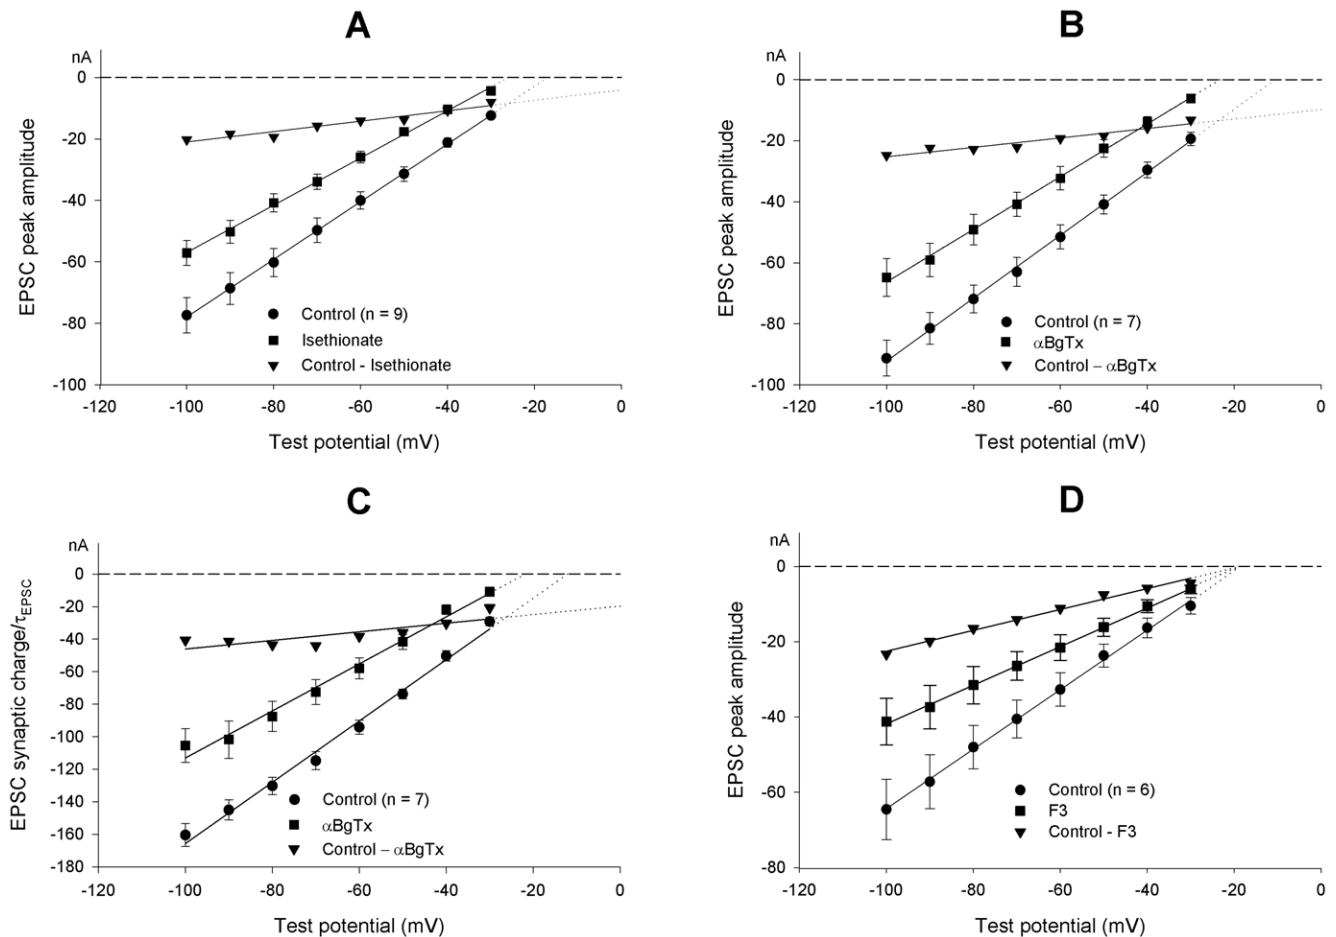 A
nA
0
-20
-40
-60
-80
-100
EPSC peak amplitude
Control (n = 9)
Isethionate
Control - Isethionate
-120 -100 -80 -60 -40 -20 0
Test potential (mV)
B
nA
0
-20
-40
-60
-80
-100
EPSC peak amplitude
Control (n = 7)
αBgTx
Control – αBgTx
-120 -100 -80 -60 -40 -20 0
Test potential (mV)
C
nA
0
-20
-40
-60
-80
-100
-120
-140
-160
-180
EPSC synaptic charge/τEPSC
Control (n = 7)
αBgTx
Control – αBgTx
-120 -100 -80 -60 -40 -20 0
Test potential (mV)
D
nA
0
-20
-40
-60
-80
EPSC peak amplitude
Control (n = 6)
F3
Control - F3
-120 -100 -80 -60 -40 -20 0
Test potential (mV)